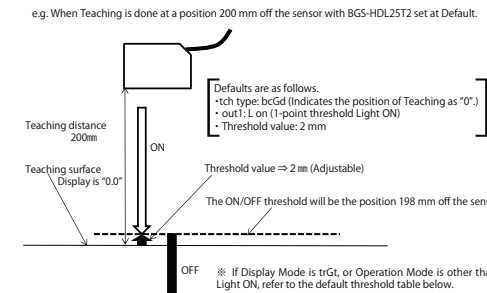 e.g. When Teaching is done at a position 200 mm off the sensor with BGS-HDL25T2 set at Default.
Defaults are as follows.
・tch type: bcGd (Indicates the position of Teaching as “0”.)
・out1: L on (1-point threshold Light ON)
・Threshold value: 2 mm
Teaching distance
200mm
ON
Teaching surface
Display is “0.0”
Threshold value ⇒ 2 mm (Adjustable)
The ON/OFF threshold will be the position 198 mm off the sens
OFF
※ If Display Mode is trGt, or Operation Mode is other tha
Light ON, refer to the default threshold table below.